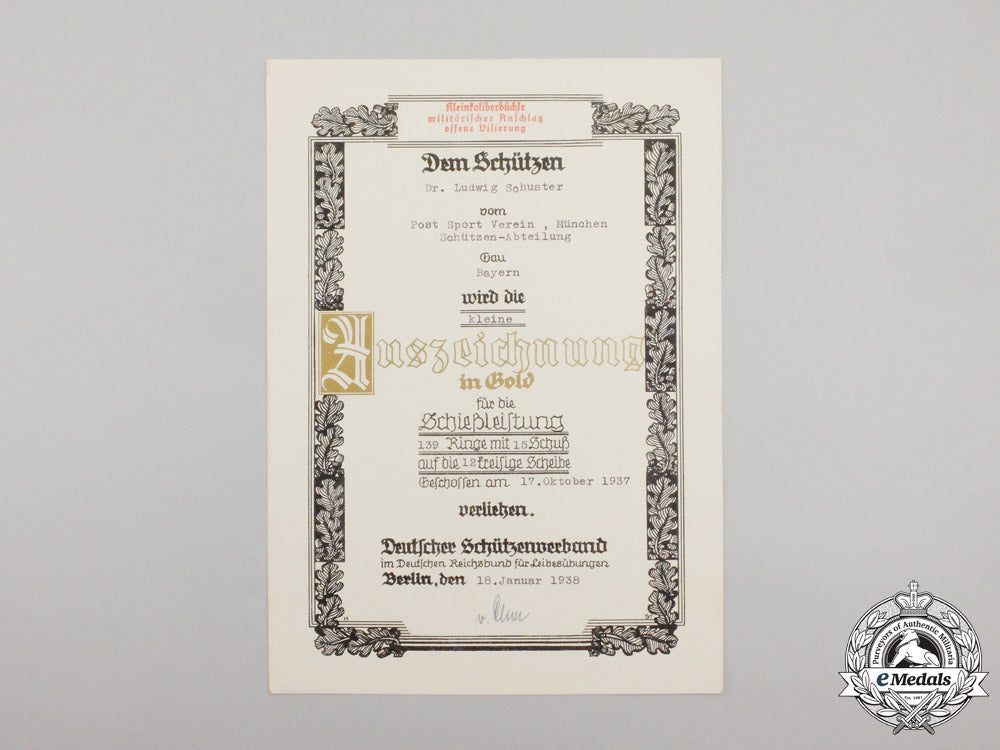 Kleinkaliberbüchse
militärischer Anschlag
offene Visierung
Dem Schützen
Dr. Ludwig Schuster
vom
Post Sport Verein , München
Schützen-Abteilung
Gau
Bayern
wird die
kleine
Auszeichnung
in Gold
für die
Schießleistung
139 Ringe mit 15 Schuß
auf die 12 kreisige Scheibe
Geschossen am 17.Oktober 1937
verliehen.
Deutscher Schützenverband
im Deutschen Reichsbund für Leibesübungen
Berlin, den 18.Januar 1938
Purveyors of Authentic Militaria
eMedals
Est. 1987